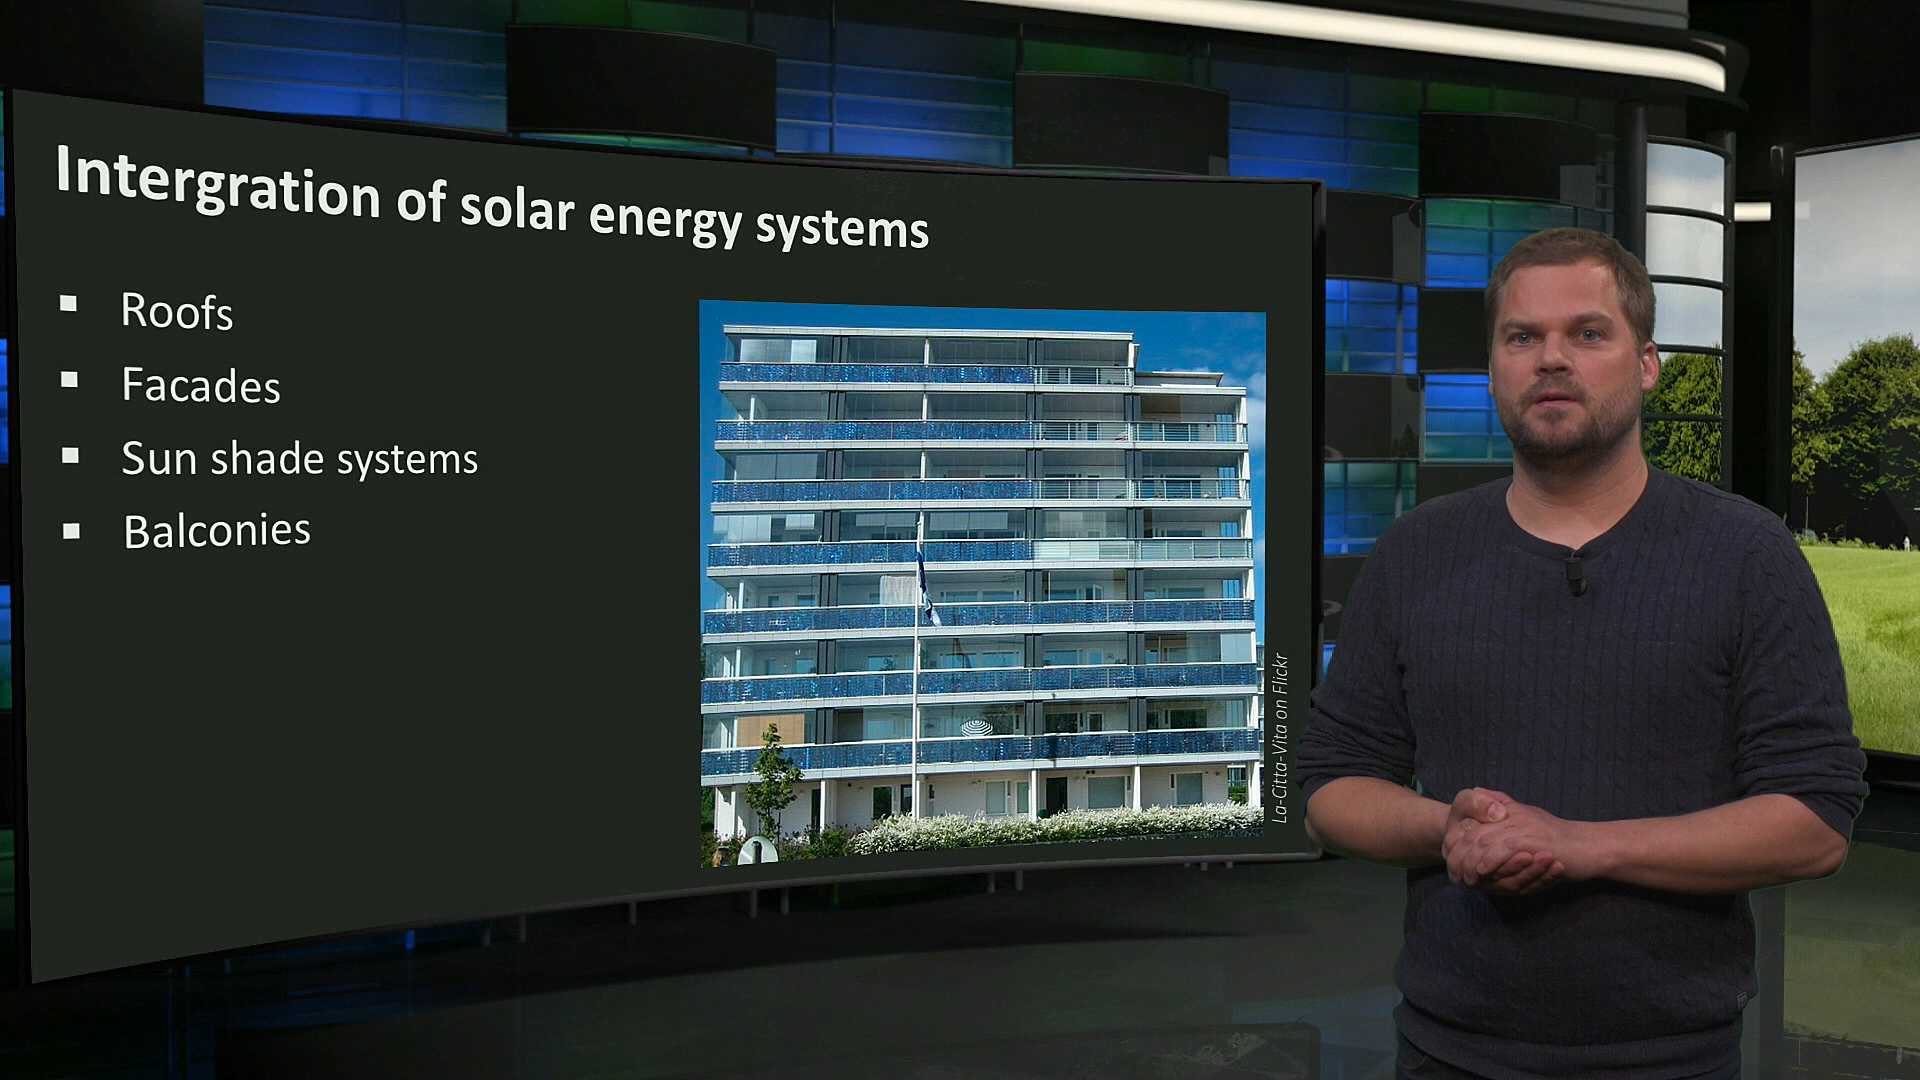 Intergration of solar energy systems
▪ Roofs
▪ Facades
▪ Sun shade systems
▪ Balconies
La-Citta-Vita on Flickr